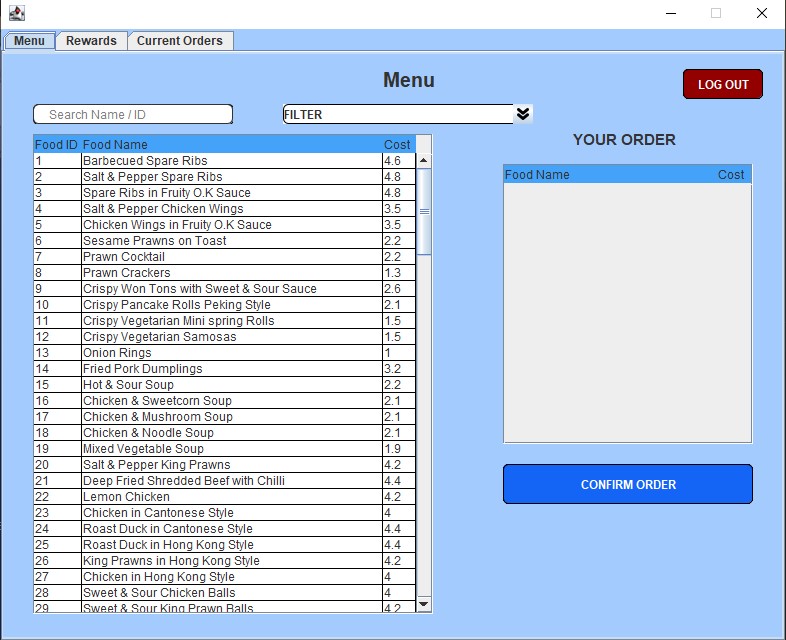 Menu Rewards Current Orders
Menu
LOG OUT
Search Name / ID
FILTER
Food ID Food Name Cost
1 Barbecued Spare Ribs 4.6
2 Salt & Pepper Spare Ribs 4.8
3 Spare Ribs in Fruity O.K Sauce 4.8
4 Salt & Pepper Chicken Wings 3.5
5 Chicken Wings in Fruity O.K Sauce 3.5
6 Sesame Prawns on Toast 2.2
7 Prawn Cocktail 2.2
8 Prawn Crackers 1.3
9 Crispy Won Tons with Sweet & Sour Sauce 2.6
10 Crispy Pancake Rolls Peking Style 2.1
11 Crispy Vegetarian Mini spring Rolls 1.5
12 Crispy Vegetarian Samosas 1.5
13 Onion Rings 1
14 Fried Pork Dumplings 3.2
15 Hot & Sour Soup 2.2
16 Chicken & Sweetcorn Soup 2.1
17 Chicken & Mushroom Soup 2.1
18 Chicken & Noodle Soup 2.1
19 Mixed Vegetable Soup 1.9
20 Salt & Pepper King Prawns 4.2
21 Deep Fried Shredded Beef with Chilli 4.4
22 Lemon Chicken 4.2
23 Chicken in Cantonese Style 4
24 Roast Duck in Cantonese Style 4.4
25 Roast Duck in Hong Kong Style 4.4
26 King Prawns in Hong Kong Style 4.2
27 Chicken in Hong Kong Style 4
28 Sweet & Sour Chicken Balls 4
29 Sweet & Sour King Prawn Balls 4.2
YOUR ORDER
Food Name Cost
CONFIRM ORDER